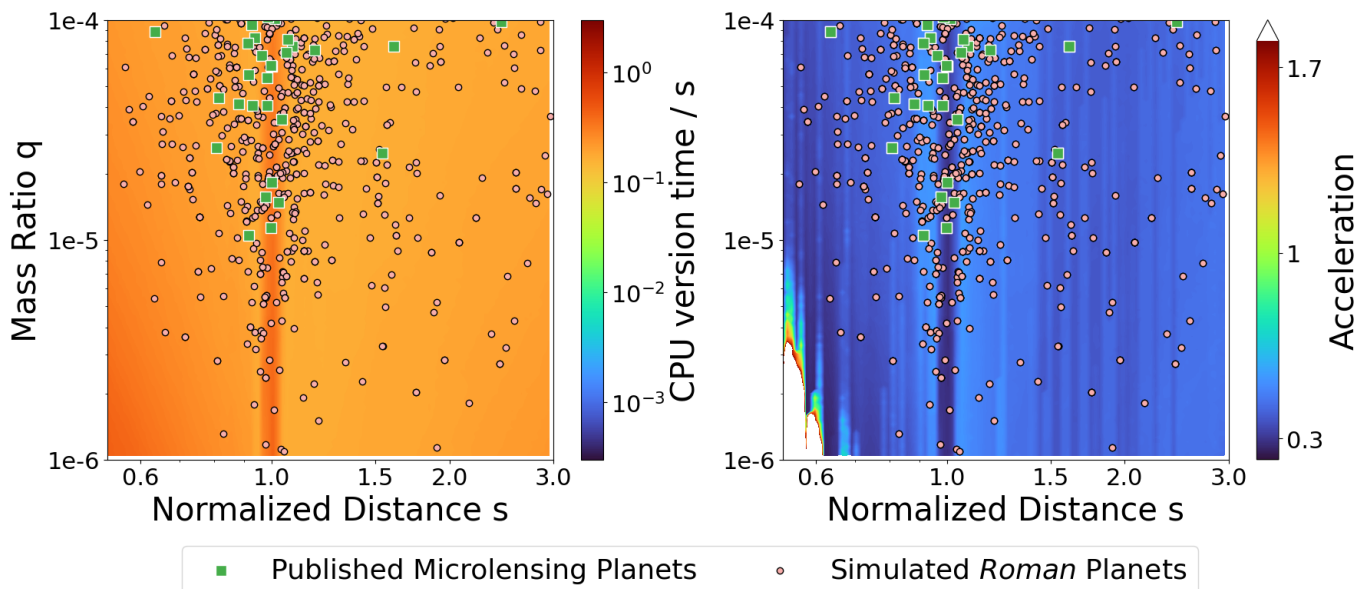 1e-4
1e-5
1e-6
Mass Ratio q
0.6
1.0
1.5
2.0
3.0
Normalized Distance s
10⁰
10⁻¹
10⁻²
10⁻³
CPU version time / s
1e-4
1e-5
1e-6
0.6
1.0
1.5
2.0
3.0
Normalized Distance s
1.7
1
0.3
Acceleration
Published Microlensing Planets
Simulated Roman Planets